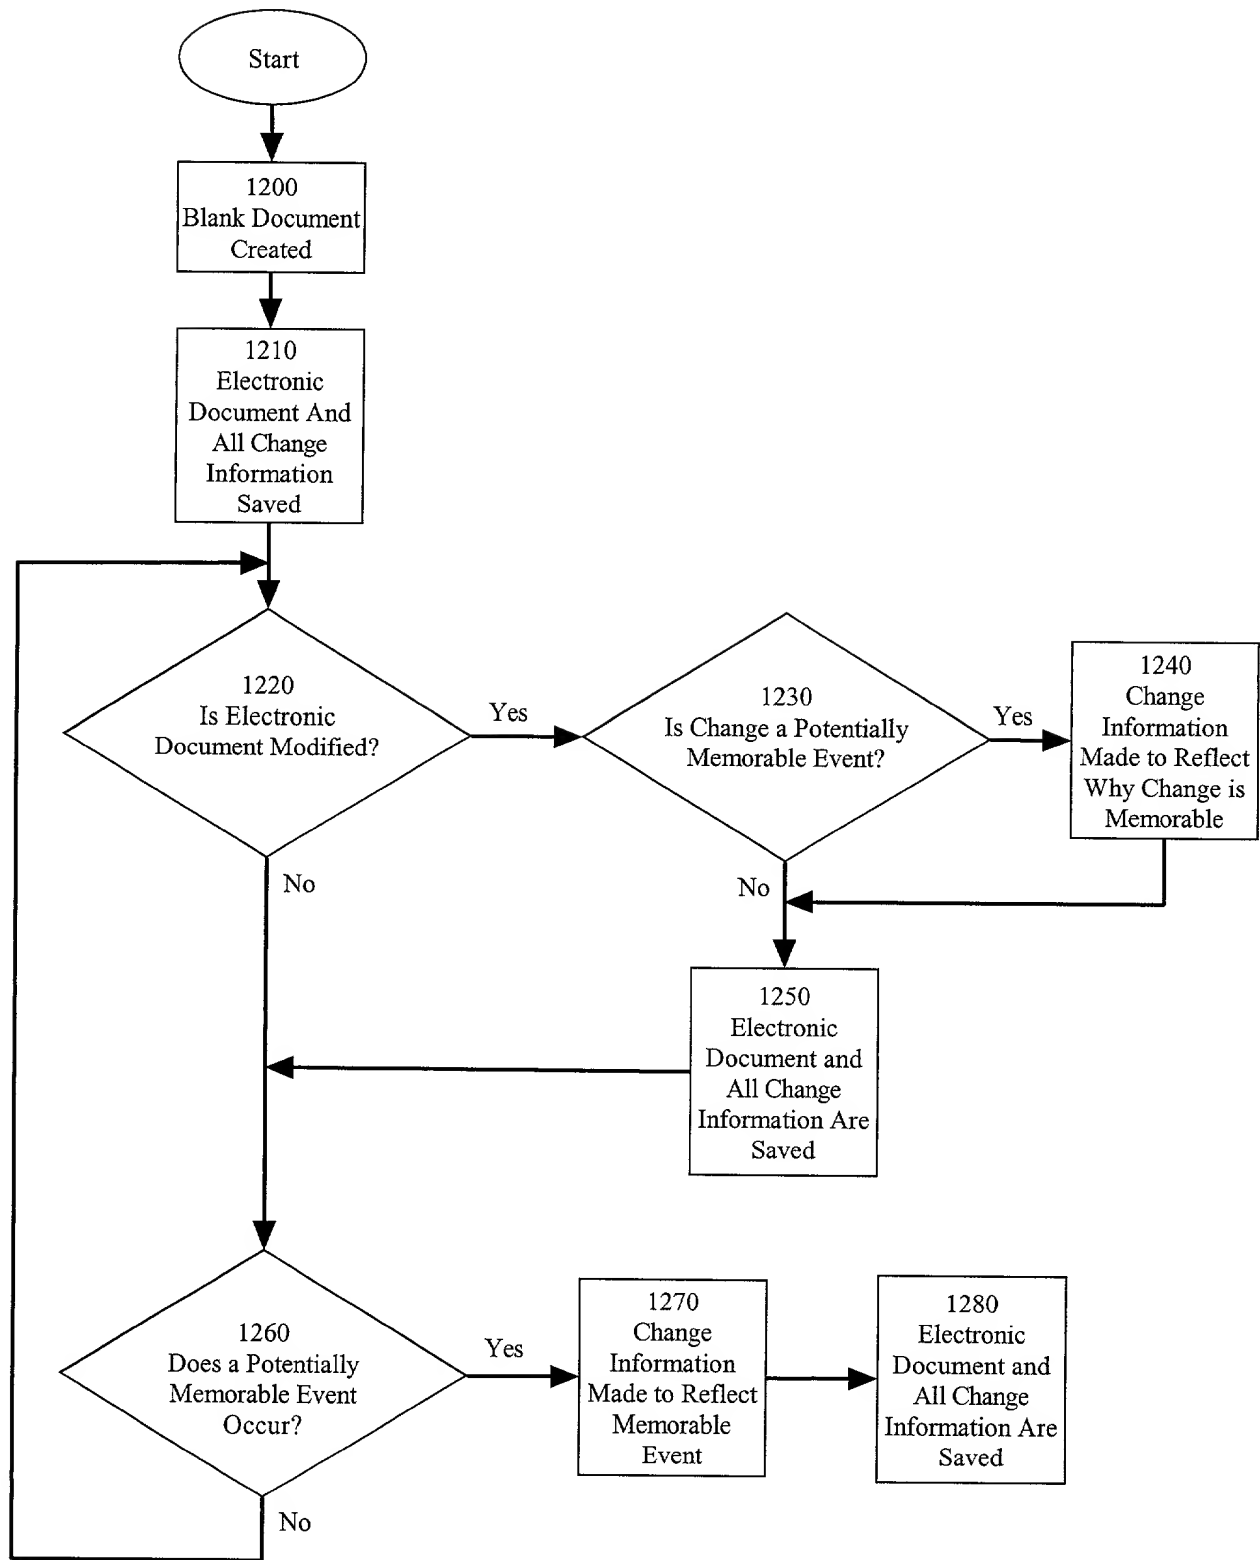 Start
1200
Blank Document
Created
1210
Electronic
Document And
All Change
Information
Saved
1220
Is Electronic
Document Modified?
Yes
No
1230
Is Change a Potentially
Memorable Event?
Yes
No
1240
Change
Information
Made to Reflect
Why Change is
Memorable
1250
Electronic
Document and
All Change
Information Are
Saved
1260
Does a Potentially
Memorable Event
Occur?
Yes
No
1270
Change
Information
Made to Reflect
Memorable
Event
1280
Electronic
Document and
All Change
Information Are
Saved